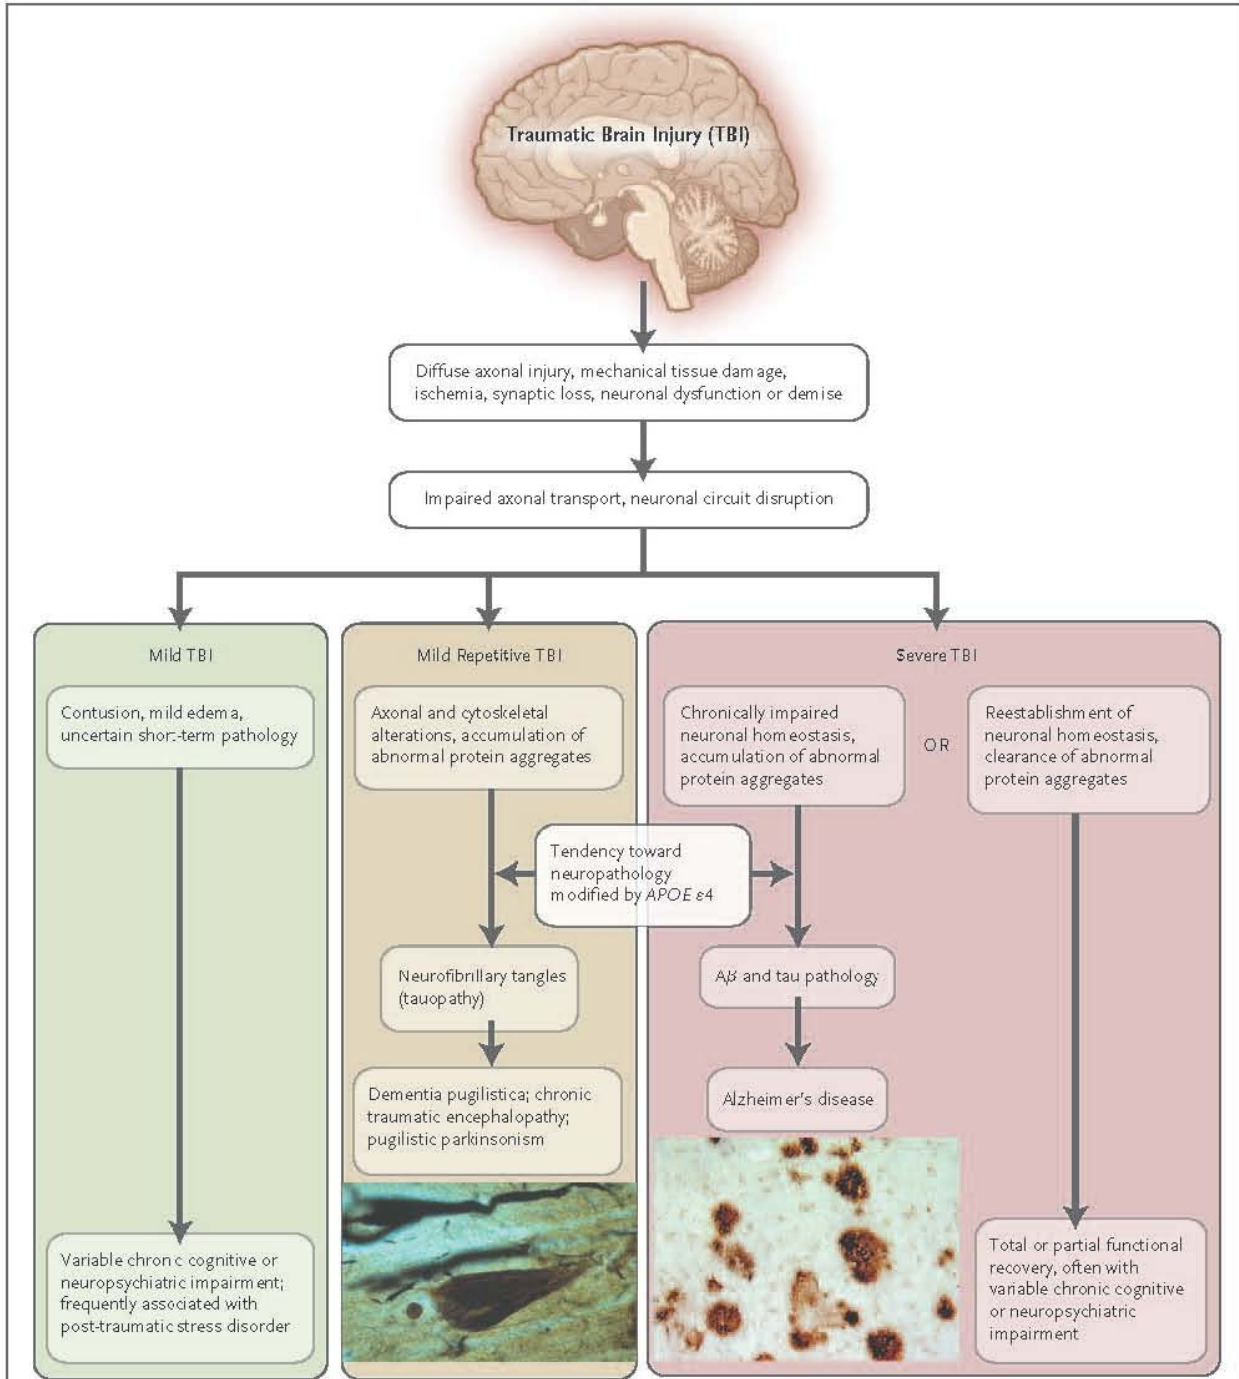 Traumatic Brain Injury (TBI)
Diffuse axonal injury, mechanical tissue damage,
ischemia, synaptic loss, neuronal dysfunction or demise
Impaired axonal transport, neuronal circuit disruption
Mild TBI
Contusion, mild edema,
uncertain short-term pathology
Variable chronic cognitive or
neuropsychiatric impairment;
frequently associated with
post-traumatic stress disorder
Mild Repetitive TBI
Axonal and cytoskeletal
alterations, accumulation of
abnormal protein aggregates
Tendency toward
neuropathology
modified by APOE ε4
Neurofibrillary tangles
(tauopathy)
Dementia pugilistica; chronic
traumatic encephalopathy;
pugilistic parkinsonism
Severe TBI
Chronically impaired
neuronal homeostasis,
accumulation of abnormal
protein aggregates
OR
Reestablishment of
neuronal homeostasis,
clearance of abnormal
protein aggregates
Aβ and tau pathology
Alzheimer's disease
Total or partial functional
recovery, often with
variable chronic cognitive
or neuropsychiatric
impairment